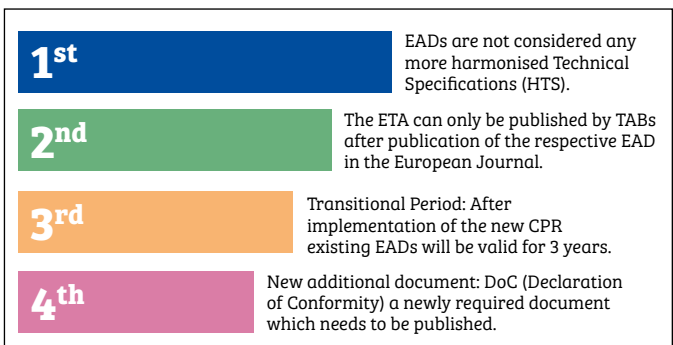 1st
EADs are not considered any
more harmonised Technical
Specifications (HTS).
2nd
The ETA can only be published by TABs
after publication of the respective EAD
in the European Journal.
3rd
Transitional Period: After
implementation of the new CPR
existing EADs will be valid for 3 years.
4th
New additional document: DoC (Declaration
of Conformity) a newly required document
which needs to be published.